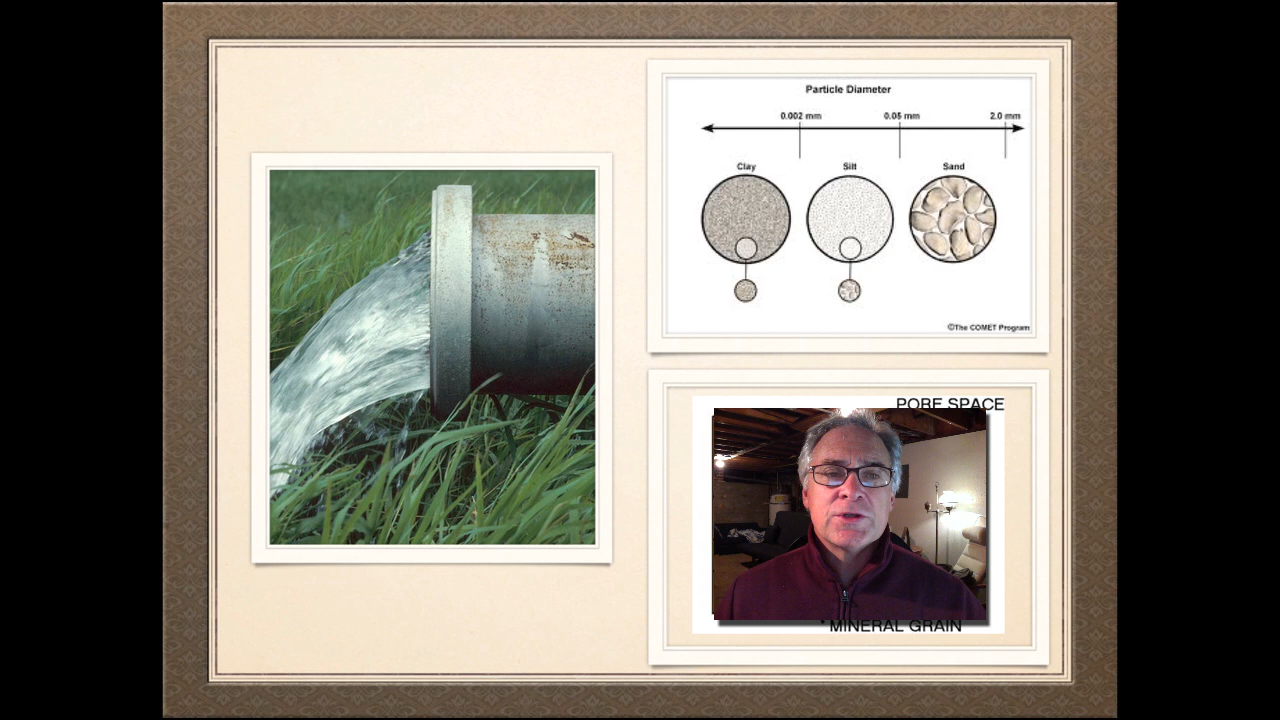 Particle Diameter
0.002 mm 0.05 mm 2.0 mm
Clay Silt Sand
©The COMET Program
PORE SPACE
MINERAL GRAIN